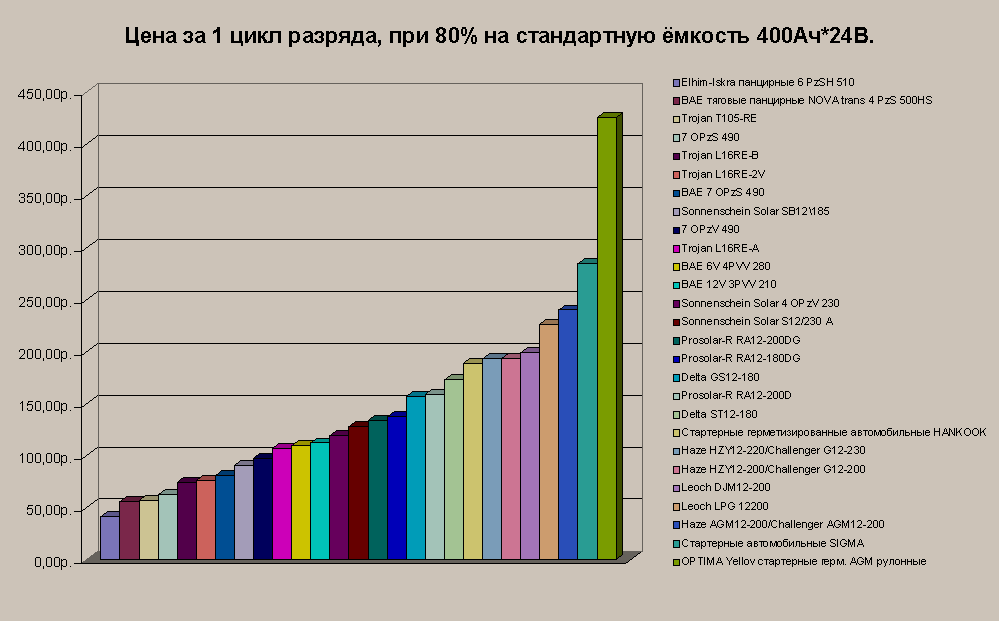 Цена за 1 цикл разряда, при 80% на стандартную ёмкость 400Ач*24В.
450,00р.
400,00р.
350,00р.
300,00р.
250,00р.
200,00р.
150,00р.
100,00р.
50,00р.
0,00р.
Elhim-Iskra панцирные 6 PzSH 510
BAE тяговые панцирные NOVA trans 4 PzS 500HS
Trojan T105-RE
7 OPzS 490
Trojan L16RE-B
Trojan L16RE-2V
BAE 7 OPzS 490
Sonnenschein Solar SB12\185
7 OPzV 490
Trojan L16RE-A
BAE 6V 4PVV 280
BAE 12V 3PVV 210
Sonnenschein Solar 4 OPzV 230
Sonnenschein Solar S12/230 A
Prosolar-R RA12-200DG
Prosolar-R RA12-180DG
Delta GS12-180
Prosolar-R RA12-200D
Delta ST12-180
Стартерные герметизированные автомобильные HANKOOK
Haze HZY12-220/Challenger G12-230
Haze HZY12-200/Challenger G12-200
Leoch DJM12-200
Leoch LPG 12200
Haze AGM12-200/Challenger AGM12-200
Стартерные автомобильные SIGMA
OPTIMA Yellov стартерные герм. AGM рулонные